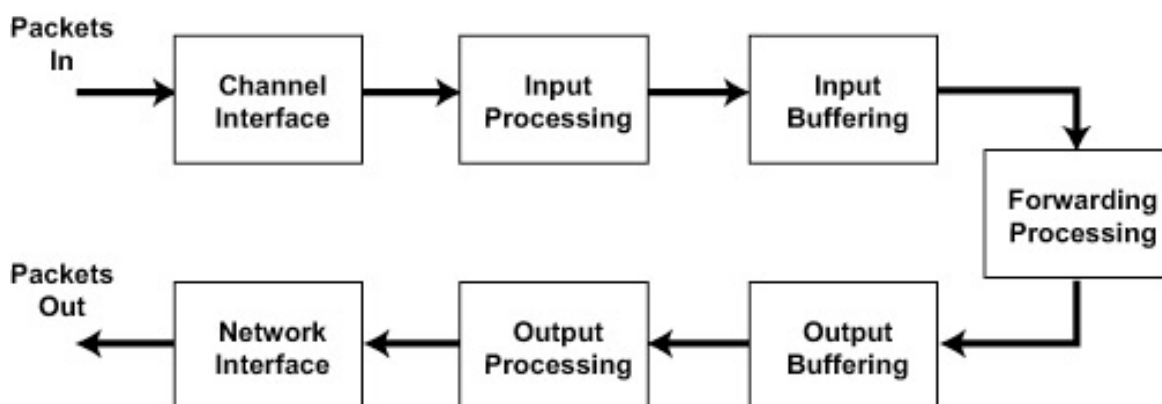 Packets
In
Channel
Interface
Input
Processing
Input
Buffering
Forwarding
Processing
Packets
Out
Network
Interface
Output
Processing
Output
Buffering